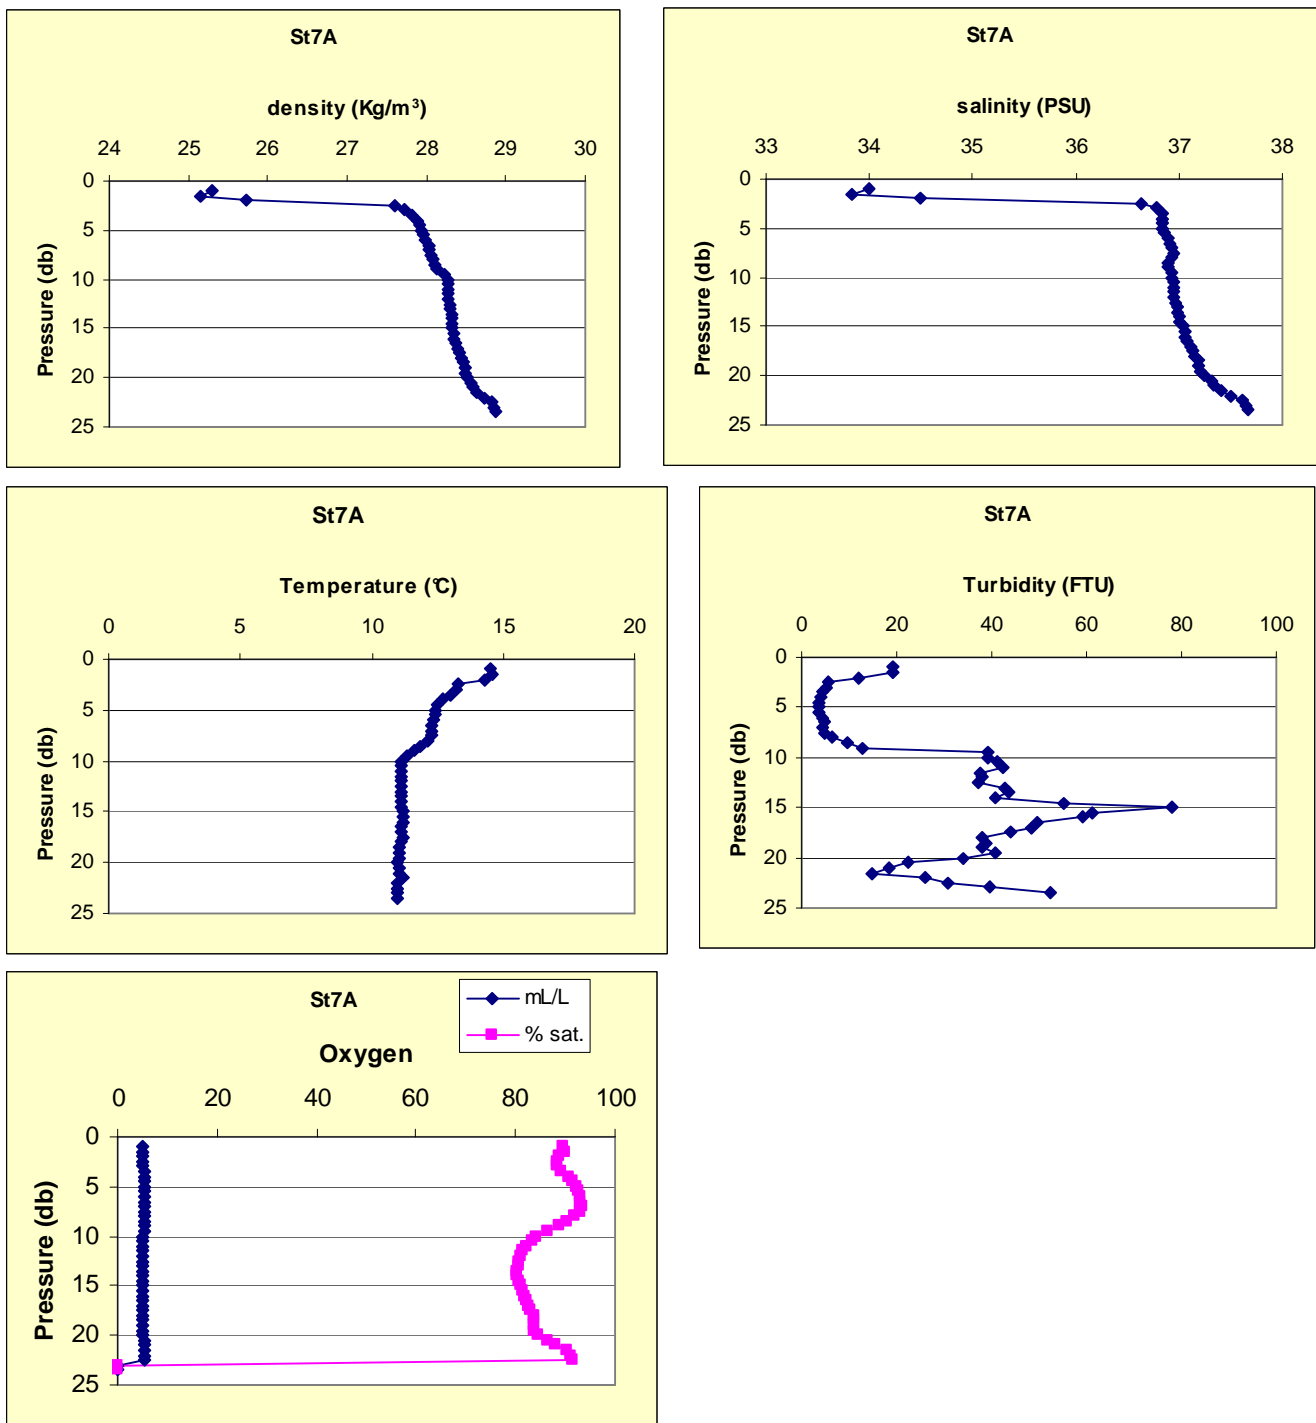 St7A
density (Kg/m³)
24 25 26 27 28 29 30
0
5
10
15
20
25
Pressure (db)
St7A
salinity (PSU)
33 34 35 36 37 38
0
5
10
15
20
25
Pressure (db)
St7A
Temperature (°C)
0 5 10 15 20
0
5
10
15
20
25
Pressure (db)
St7A
Turbidity (FTU)
0 20 40 60 80 100
0
5
10
15
20
25
Pressure (db)
St7A
mL/L
% sat.
Oxygen
0 20 40 60 80 100
0
5
10
15
20
25
Pressure (db)